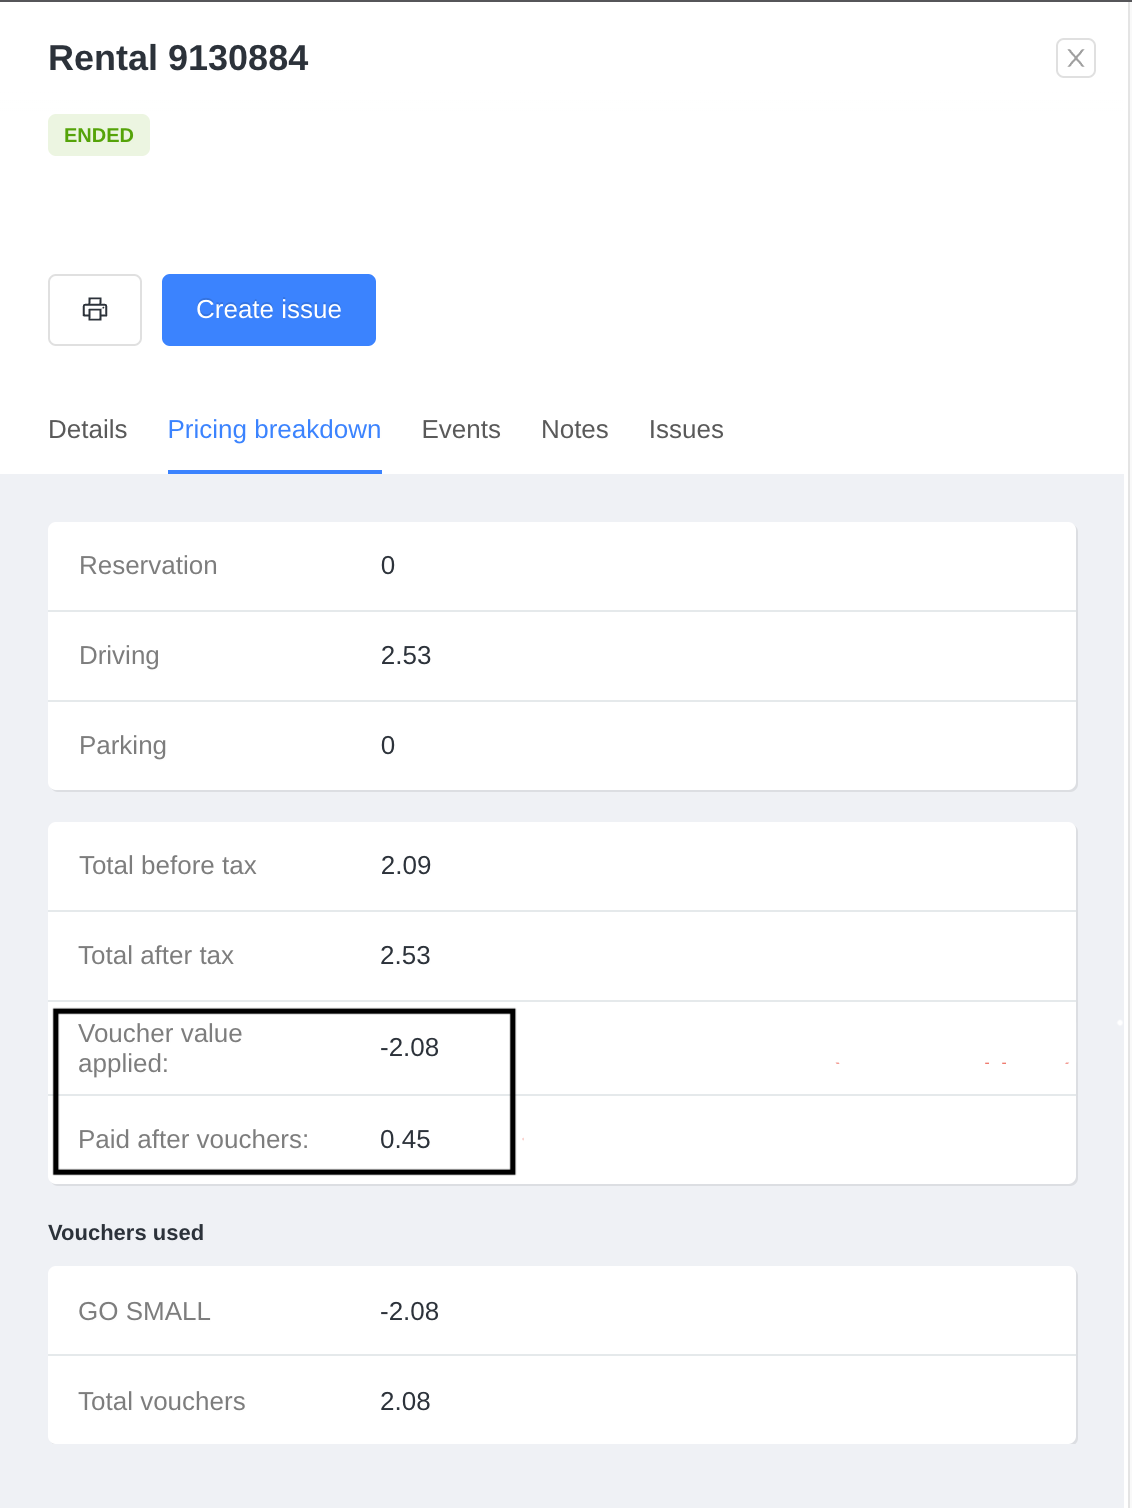 Rental 9130884
ENDED
Create issue
Details Pricing breakdown Events Notes Issues
Reservation 0
Driving 2.53
Parking 0
Total before tax 2.09
Total after tax 2.53
Voucher value
applied: -2.08
Paid after vouchers: 0.45
Vouchers used
GO SMALL -2.08
Total vouchers 2.08